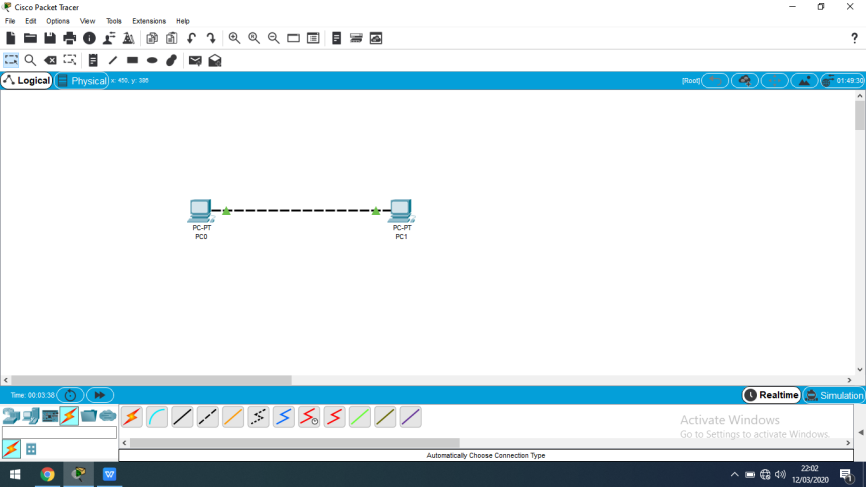 Cisco Packet Tracer
File Edit Options View Tools Extensions Help
?
Logical Physical x: 450, y: 385 [Root] 01:49:30
PC-PT
PC0
PC-PT
PC1
Time: 00:03:38 Realtime Simulation
Activate Windows
Go to Settings to activate Windows.
Automatically Choose Connection Type
22:02
12/03/2020
1